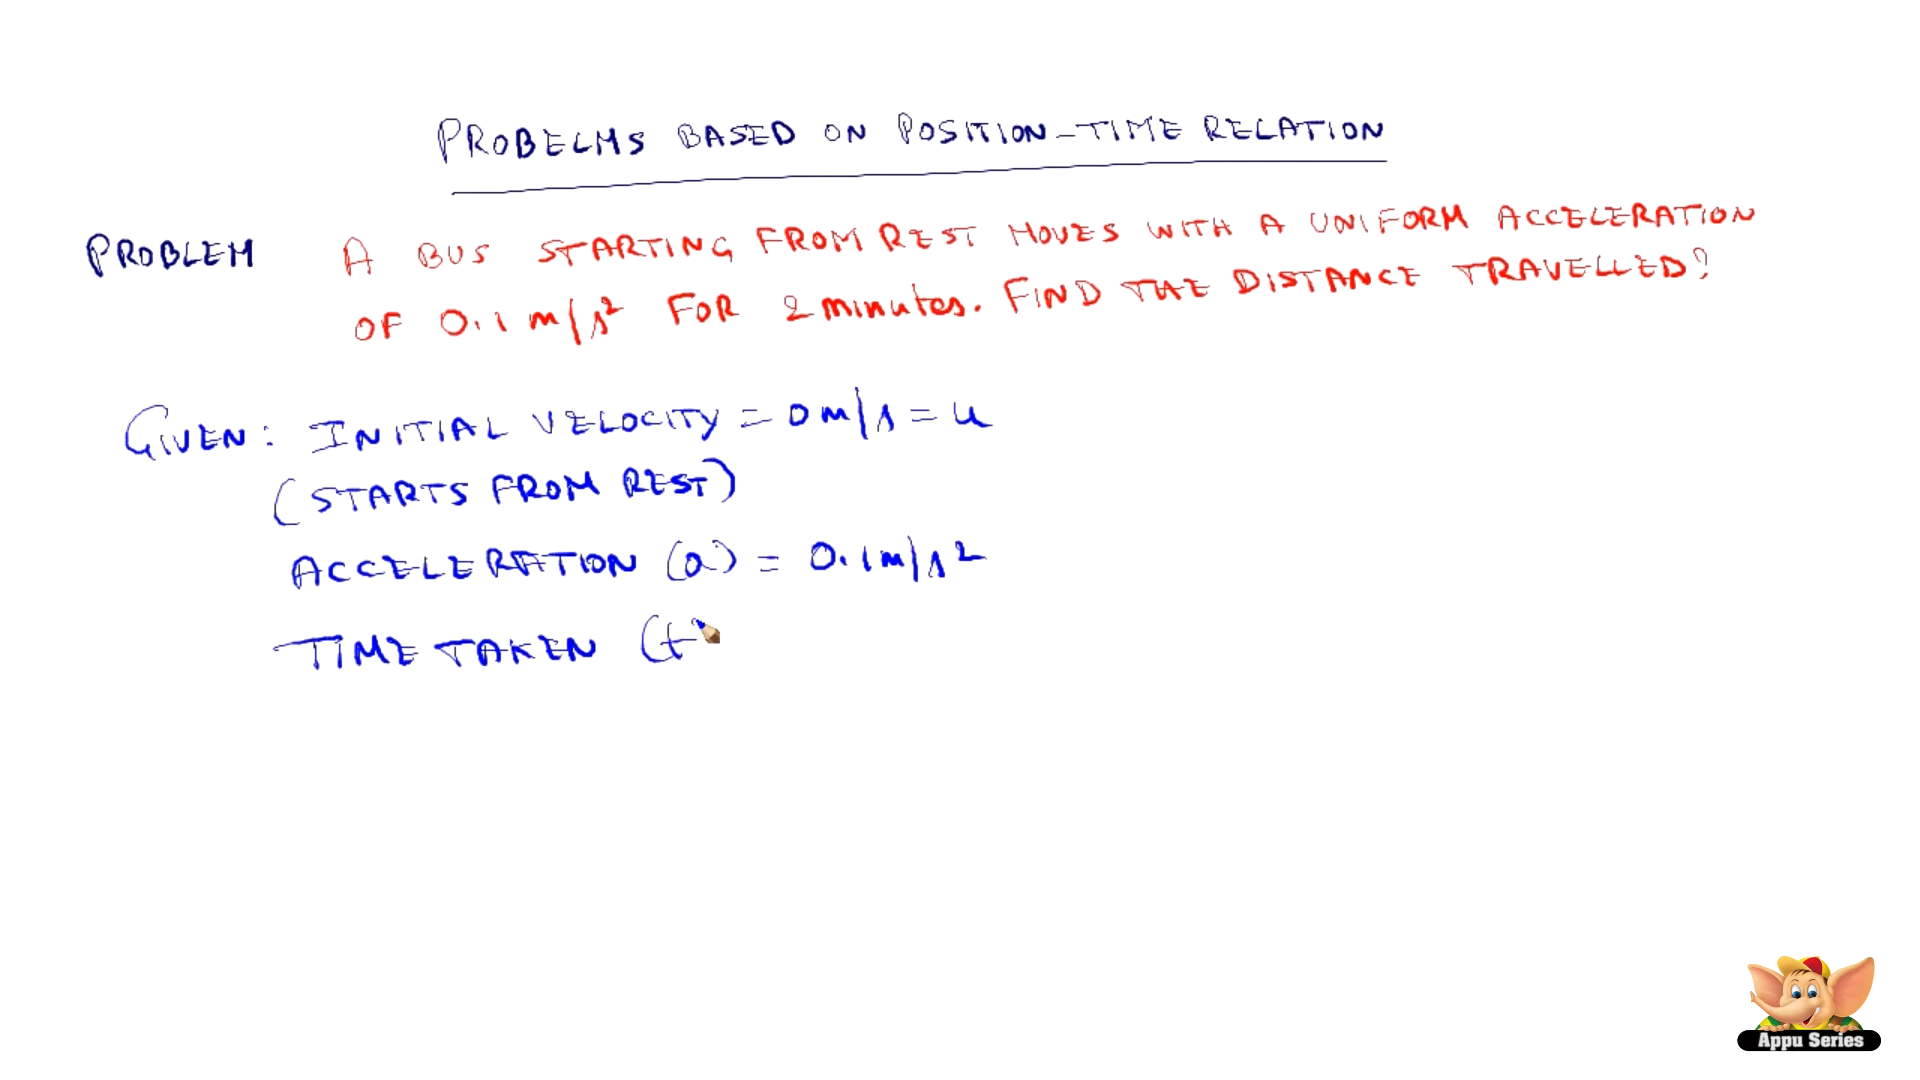 PROBELMS BASED ON POSITION-TIME RELATION
PROBLEM A BUS STARTING FROM REST MOVES WITH A UNIFORM ACCELERATION
OF 0.1 m/s² FOR 2 minutes. FIND THE DISTANCE TRAVELLED?
GIVEN: INITIAL VELOCITY = 0 m/s = u
(STARTS FROM REST)
ACCELERATION (a) = 0.1 m/s²
TIME TAKEN (t
Appu Series